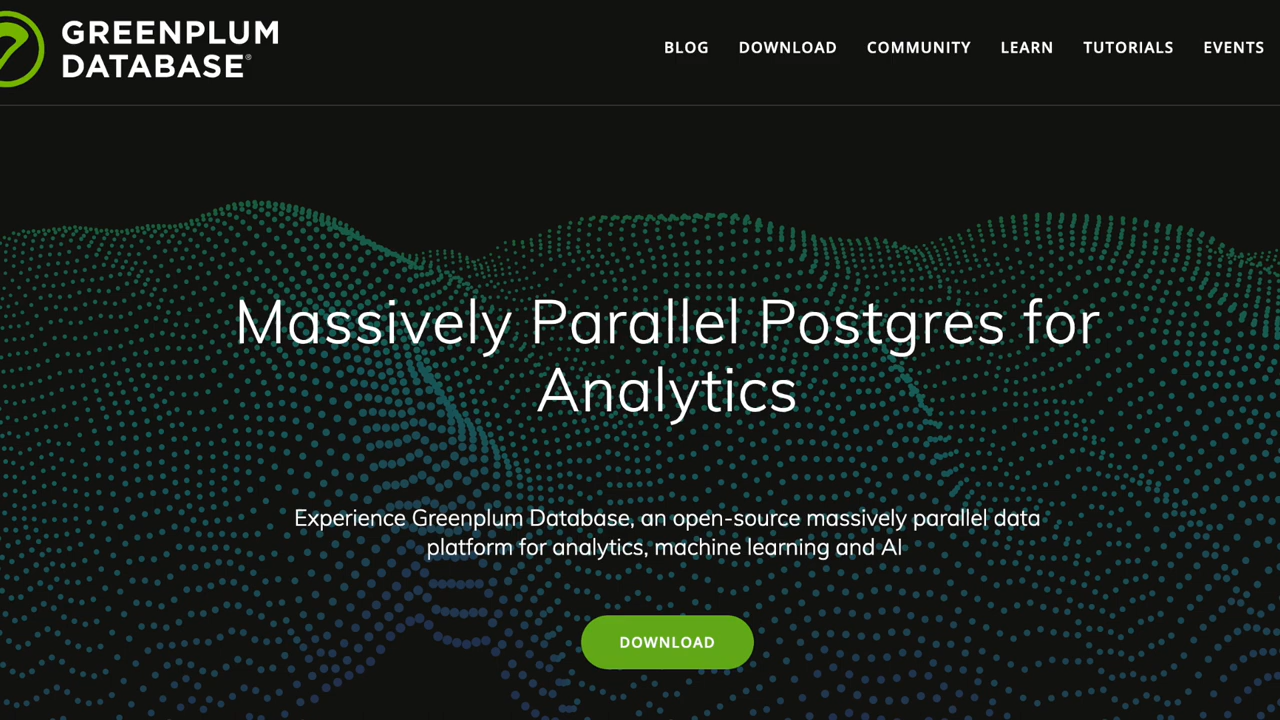 GREENPLUM
DATABASE®
BLOG DOWNLOAD COMMUNITY LEARN TUTORIALS EVENTS
Massively Parallel Postgres for
Analytics
Experience Greenplum Database, an open-source massively parallel data
platform for analytics, machine learning and AI
DOWNLOAD